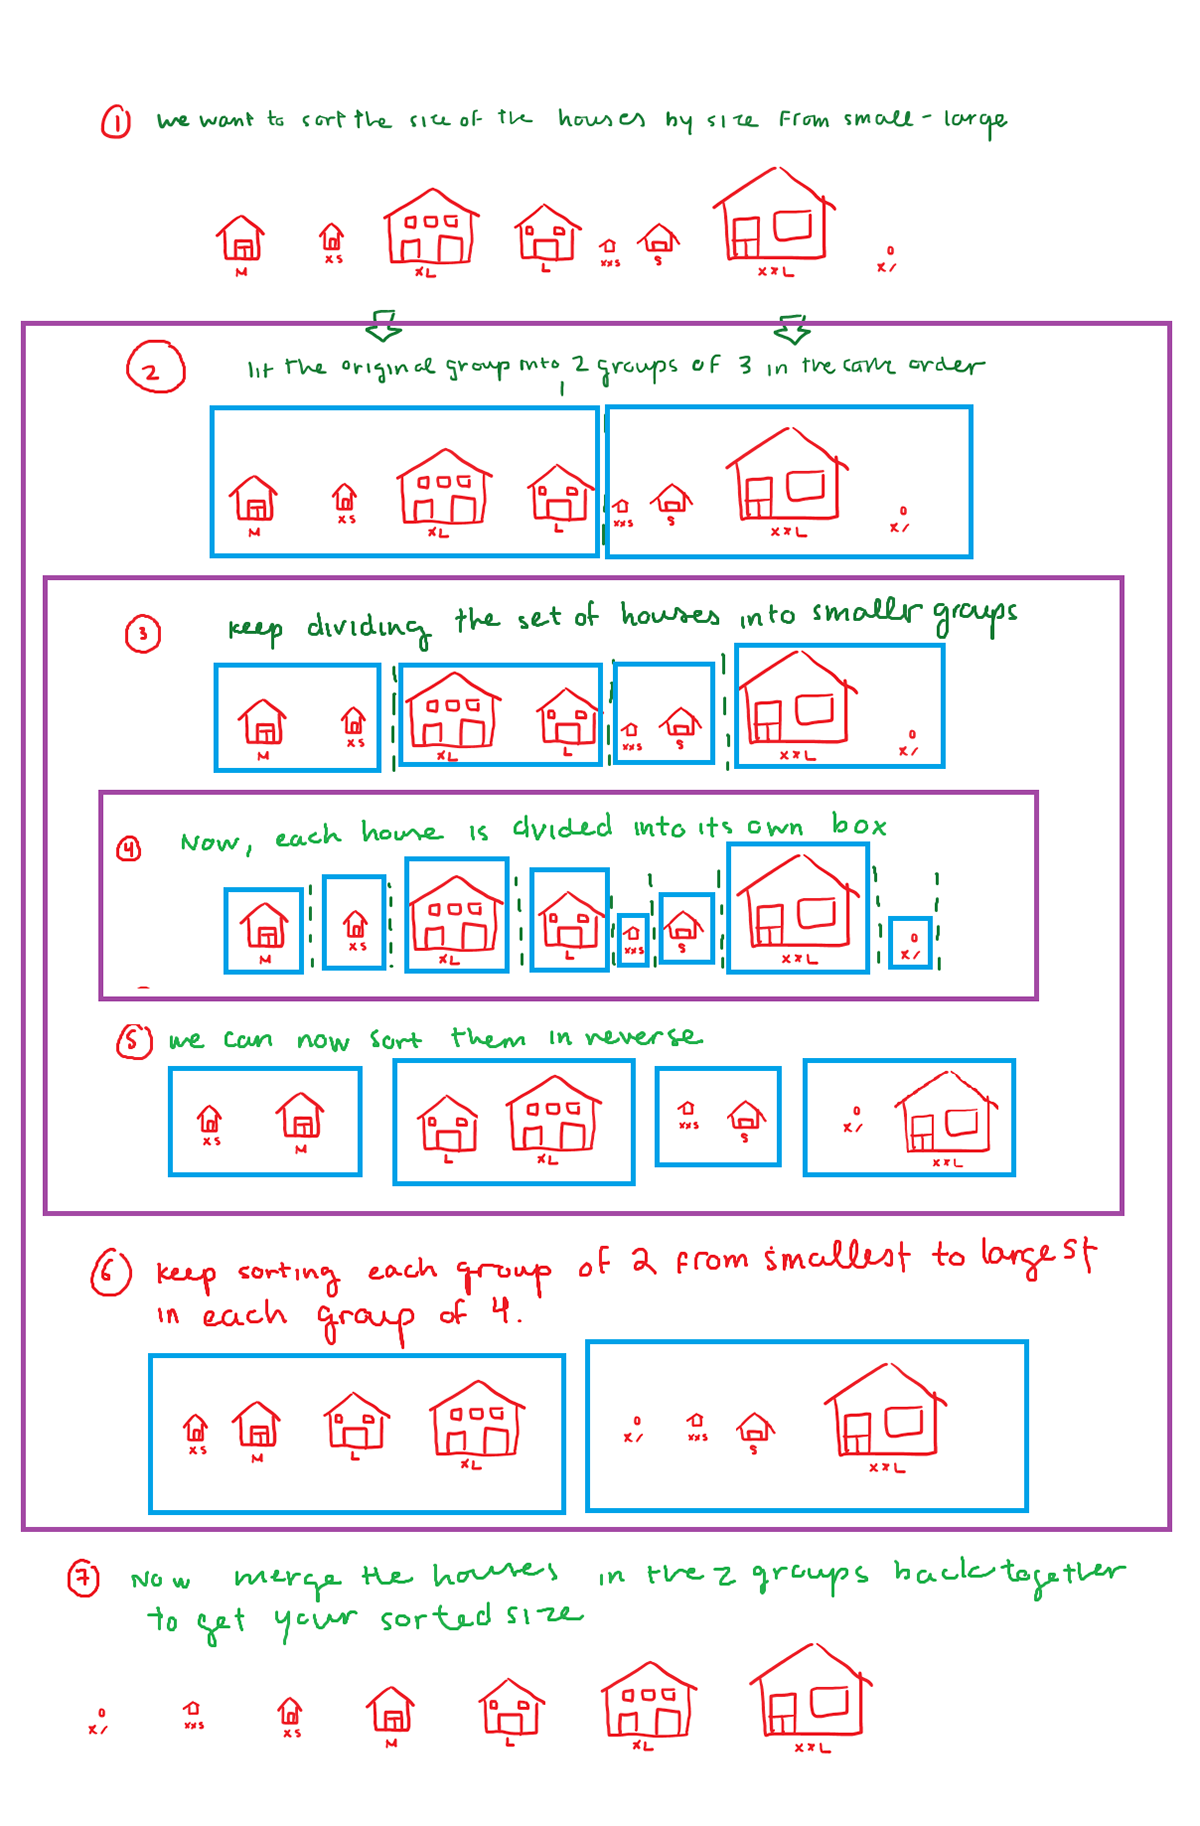 1 we want to sort the size of the houses by size From small - large
M xs xL L xxs s xxL x/
2 lit the original group into 2 groups of 3 in the same order
M xs xL L xxs s xxL x/
3 keep dividing the set of houses into smallr groups
M xs xL L xxs s xxL x/
4 Now, each house is divided into its own box
M xs xL L xxs s xxL x/
5 we can now sort them in reverse
xs M L xL xxs s x/ xxL
6 keep sorting each group of 2 from smallest to largest
in each group of 4.
xs M L xL x/ xxs s xxL
7 Now merge the houses in the 2 groups back together
to get your sorted size
x/ xxs xs M L xL xxL